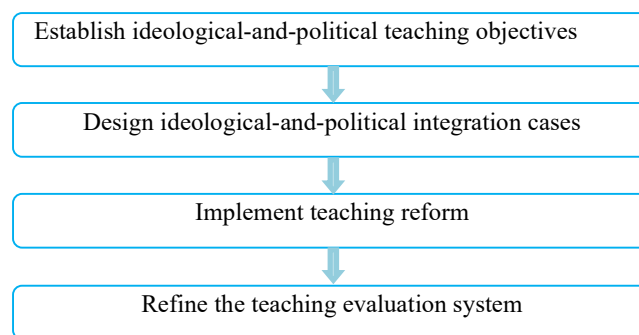 Establish ideological-and-political teaching objectives
Design ideological-and-political integration cases
Implement teaching reform
Refine the teaching evaluation system